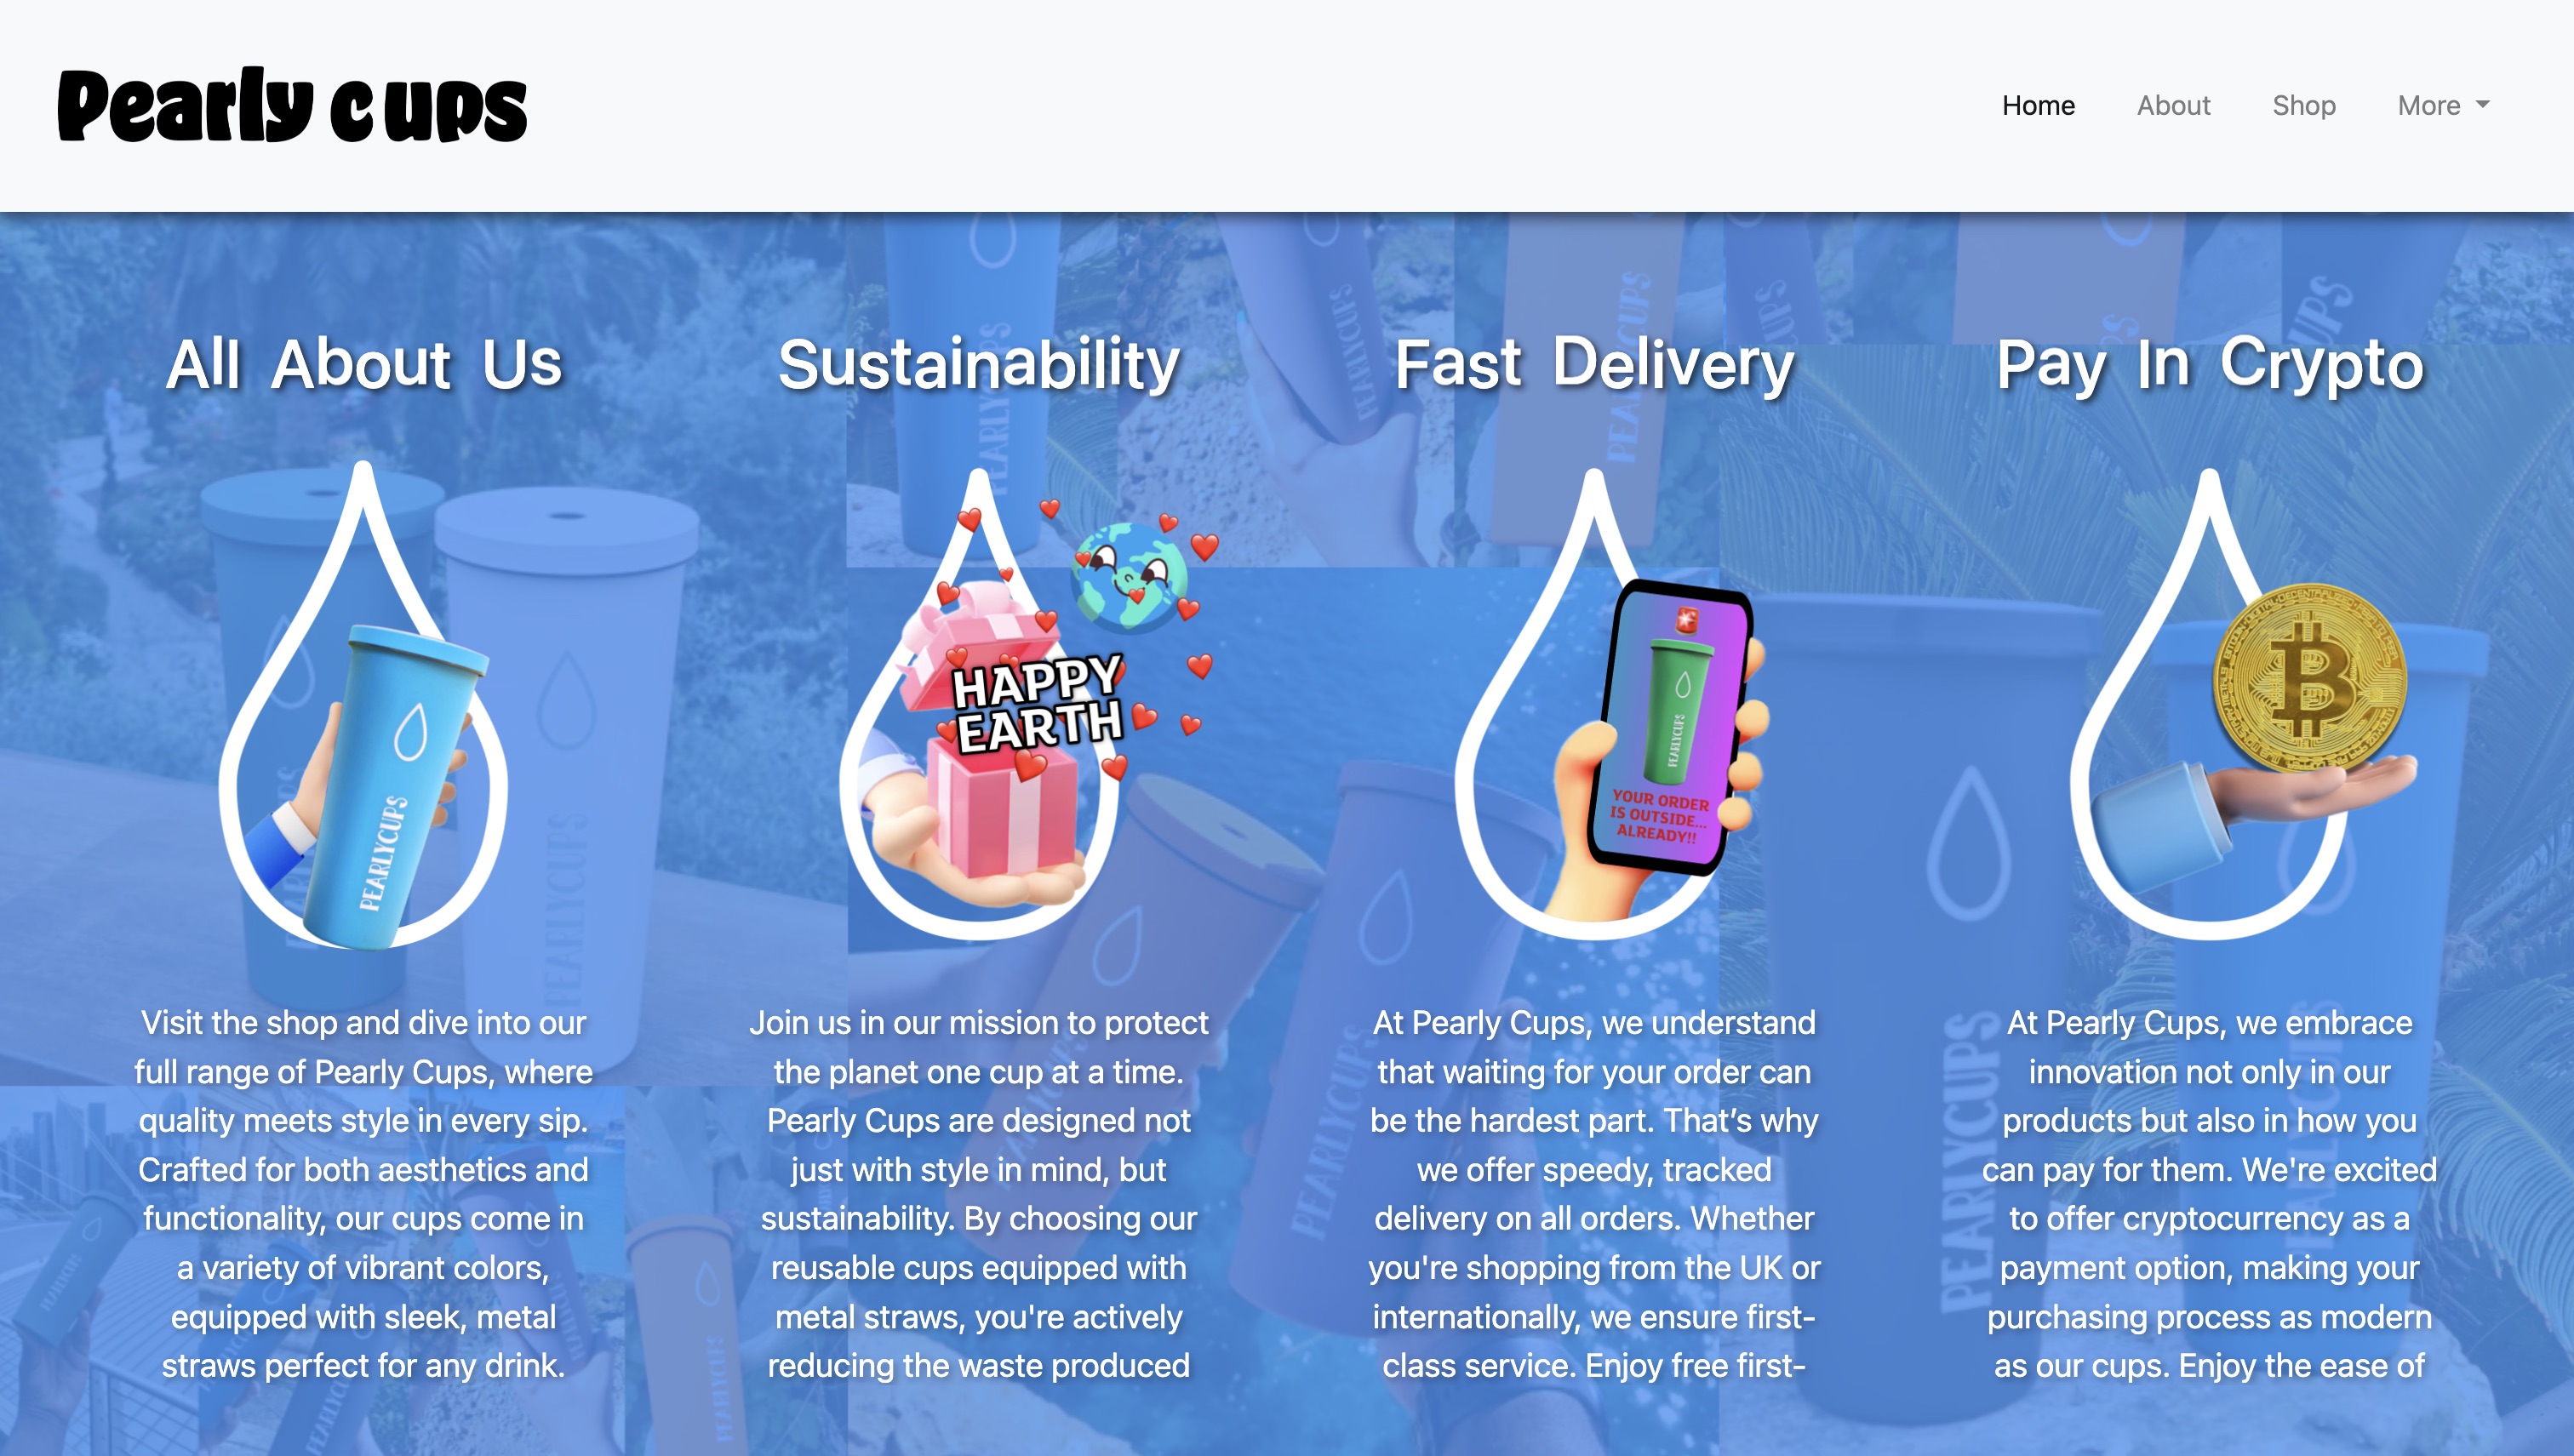 Pearly cups
Home
About
Shop
More
All About Us
Sustainability
Fast Delivery
Pay In Crypto
PEARLYCUPS
HAPPY
EARTH
PEARLYCUPS
YOUR ORDER
IS OUTSIDE...
ALREADY!!
Visit the shop and dive into our
full range of Pearly Cups, where
quality meets style in every sip.
Crafted for both aesthetics and
functionality, our cups come in
a variety of vibrant colors,
equipped with sleek, metal
straws perfect for any drink.
Join us in our mission to protect
the planet one cup at a time.
Pearly Cups are designed not
just with style in mind, but
sustainability. By choosing our
reusable cups equipped with
metal straws, you're actively
reducing the waste produced
At Pearly Cups, we understand
that waiting for your order can
be the hardest part. That’s why
we offer speedy, tracked
delivery on all orders. Whether
you're shopping from the UK or
internationally, we ensure first-
class service. Enjoy free first-
At Pearly Cups, we embrace
innovation not only in our
products but also in how you
can pay for them. We're excited
to offer cryptocurrency as a
payment option, making your
purchasing process as modern
as our cups. Enjoy the ease of
PEARLYCUPS
PEARLYCUPS
PEARLYCUPS
PEARLYCUPS
PEARLYCUPS
PEARLYCUPS